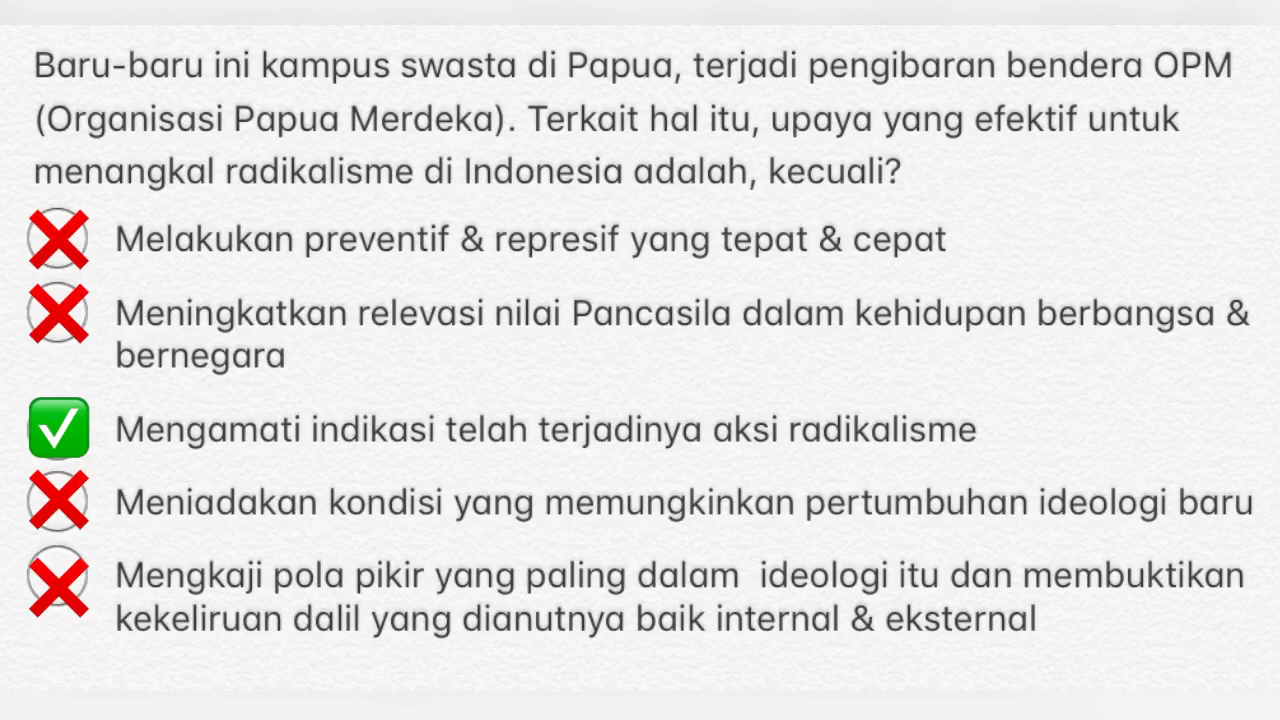 Baru-baru ini kampus swasta di Papua, terjadi pengibaran bendera OPM
(Organisasi Papua Merdeka). Terkait hal itu, upaya yang efektif untuk
menangkal radikalisme di Indonesia adalah, kecuali?
Melakukan preventif & represif yang tepat & cepat
Meningkatkan relevasi nilai Pancasila dalam kehidupan berbangsa &
bernegara
Mengamati indikasi telah terjadinya aksi radikalisme
Meniadakan kondisi yang memungkinkan pertumbuhan ideologi baru
Mengkaji pola pikir yang paling dalam  ideologi itu dan membuktikan
kekeliruan dalil yang dianutnya baik internal & eksternal